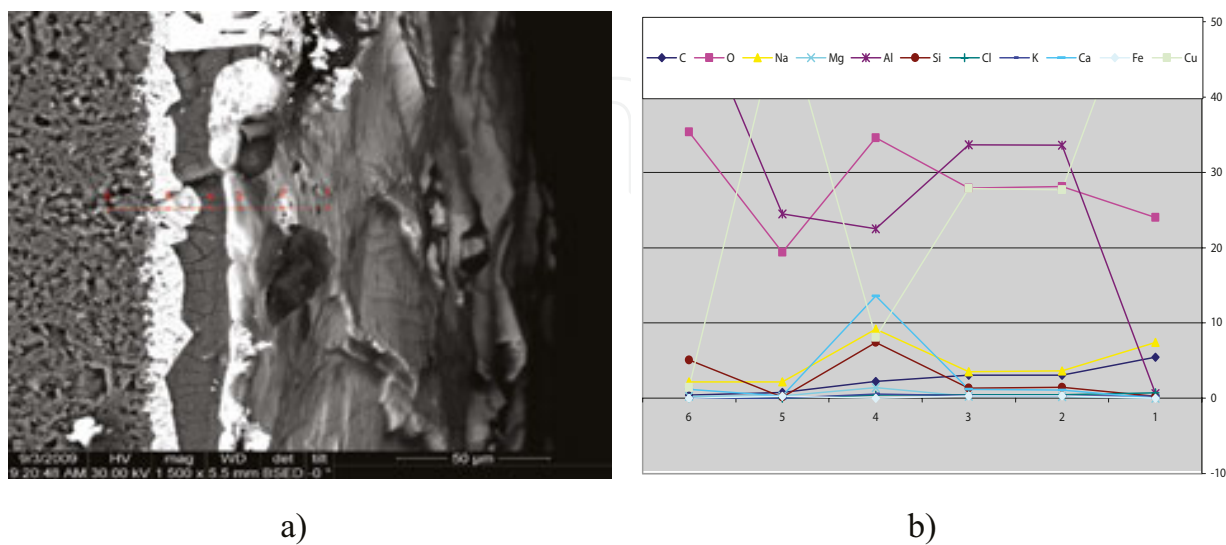 9/3/2009 HV mag WD det tilt 50 µm
9:20:48 AM 30.00 kV 1 500 x 5.5 mm BSED -0 °
a)
50
C O Na Mg Al Si Cl K Ca Fe Cu
40
30
20
10
0
6 5 4 3 2 1
-10
b)